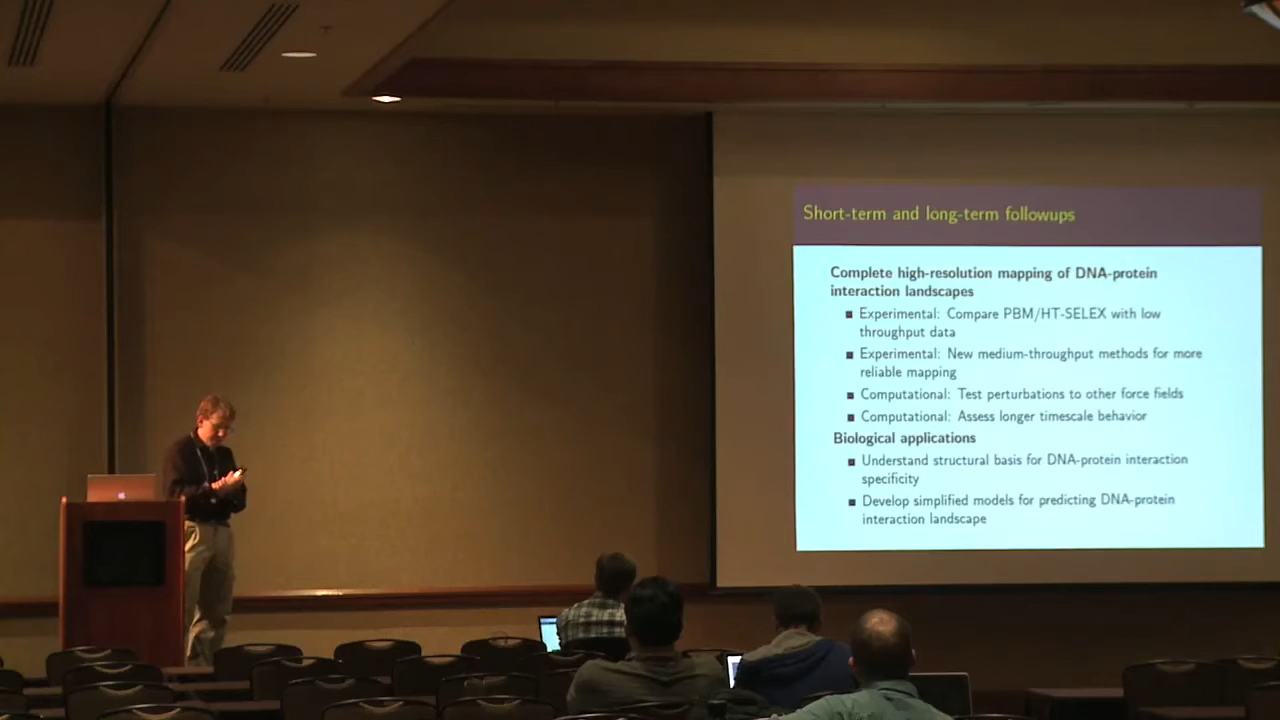 Short-term and long-term followups
Complete high-resolution mapping of DNA-protein
interaction landscapes
Experimental: Compare PBM/HT-SELEX with low
throughput data
Experimental: New medium-throughput methods for more
reliable mapping
Computational: Test perturbations to other force fields
Computational: Assess longer timescale behavior
Biological applications
Understand structural basis for DNA-protein interaction
specificity
Develop simplified models for predicting DNA-protein
interaction landscape